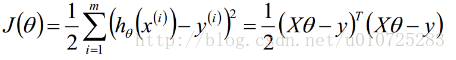 J(θ) = 1/2 ∑_{i=1}^{m} (h_θ(x^{(i)}) − y^{(i)})² = 1/2 (Xθ − y)^T (Xθ − y)
http://blog.csdn.net/u010725283